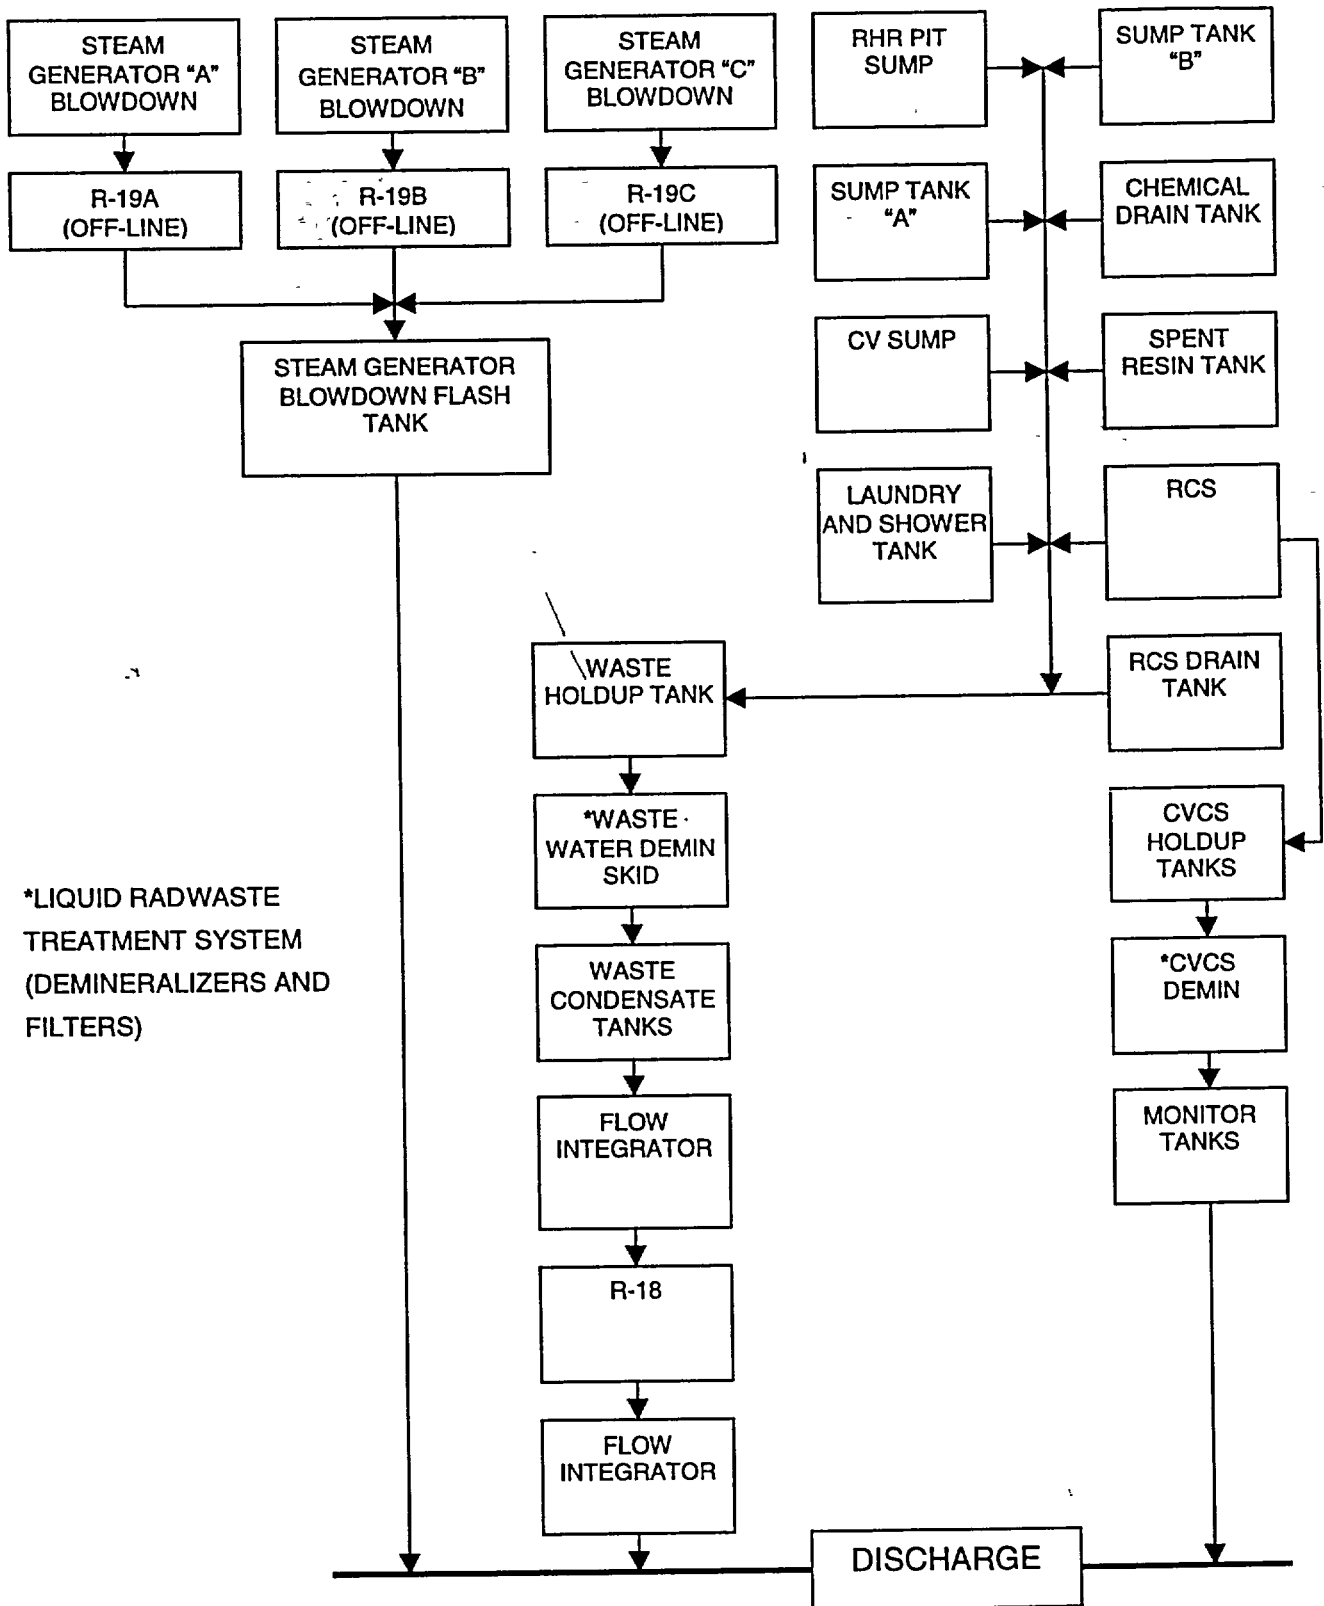 STEAM
GENERATOR "A"
BLOWDOWN
STEAM
GENERATOR "B"
BLOWDOWN
STEAM
GENERATOR "C"
BLOWDOWN
RHR PIT
SUMP
SUMP TANK
"B"
R-19A
(OFF-LINE)
R-19B
(OFF-LINE)
R-19C
(OFF-LINE)
SUMP TANK
"A"
CHEMICAL
DRAIN TANK
STEAM GENERATOR
BLOWDOWN FLASH
TANK
CV SUMP
SPENT
RESIN TANK
LAUNDRY
AND SHOWER
TANK
RCS
WASTE
HOLDUP TANK
RCS DRAIN
TANK
*WASTE
WATER DEMIN
SKID
CVCS
HOLDUP
TANKS
*LIQUID RADWASTE
TREATMENT SYSTEM
(DEMINERALIZERS AND
FILTERS)
WASTE
CONDENSATE
TANKS
*CVCS
DEMIN
FLOW
INTEGRATOR
MONITOR
TANKS
R-18
FLOW
INTEGRATOR
DISCHARGE